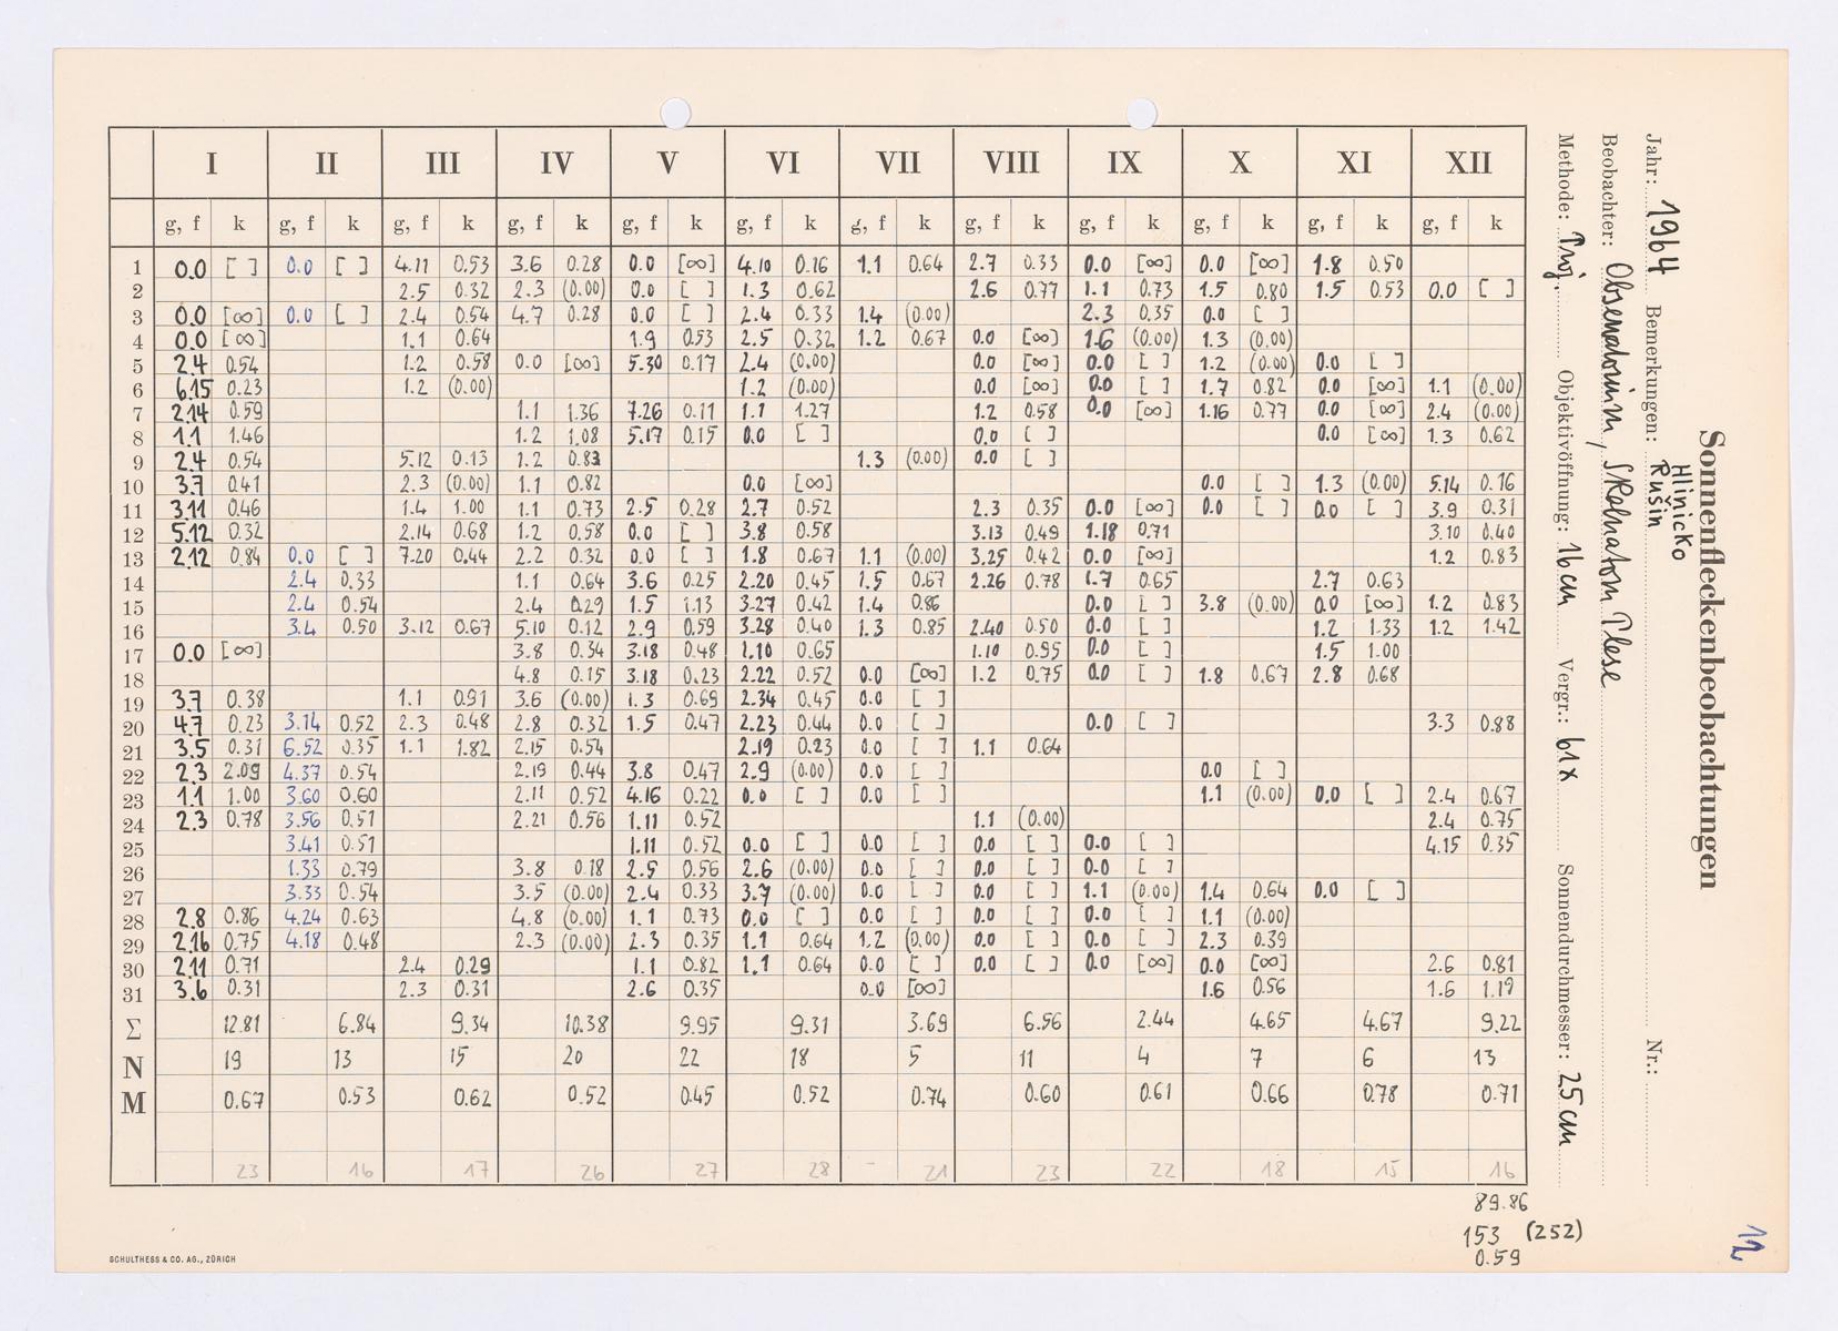 I II III IV V VI VII VIII IX X XI XII
g, f k g, f k g, f k g, f k g, f k g, f k g, f k g, f k g, f k g, f k g, f k g, f k
1 0.0 [ ] 0.0 [ ] 4.11 0.53 3.6 0.28 0.0 [∞] 4.10 0.16 1.1 0.64 2.7 0.33 0.0 [∞] 0.0 [∞] 1.8 0.50
2 2.5 0.32 2.3 (0.00) 0.0 [ ] 1.3 0.62 2.6 0.77 1.1 0.73 1.5 0.80 1.5 0.53 0.0 [ ]
3 0.0 [∞] 0.0 [ ] 2.4 0.54 4.7 0.28 0.0 [ ] 2.4 0.33 1.4 (0.00) 2.3 0.35 0.0 [ ]
4 0.0 [∞] 1.1 0.64 1.9 0.53 2.5 0.32 1.2 0.67 0.0 [∞] 1.6 (0.00) 1.3 (0.00)
5 2.4 0.54 1.2 0.58 0.0 [∞] 5.30 0.17 2.4 (0.00) 0.0 [∞] 0.0 [ ] 1.2 (0.00) 0.0 [ ]
6 6.15 0.23 1.2 (0.00) 1.2 (0.00) 0.0 [∞] 0.0 [ ] 1.7 0.82 0.0 [∞] 1.1 (0.00)
7 2.14 0.59 1.1 1.36 7.26 0.11 1.1 1.27 1.2 0.58 0.0 [∞] 1.16 0.77 0.0 [∞] 2.4 (0.00)
8 1.1 1.46 1.2 1.08 5.17 0.15 0.0 [ ] 0.0 [ ] 0.0 [∞] 1.3 0.62
9 2.4 0.54 5.12 0.13 1.2 0.83 1.3 (0.00) 0.0 [ ]
10 3.7 0.41 2.3 (0.00) 1.1 0.82 0.0 [∞] 0.0 [ ] 1.3 (0.00) 5.14 0.16
11 3.11 0.46 1.4 1.00 1.1 0.73 2.5 0.28 2.7 0.52 2.3 0.35 0.0 [∞] 0.0 [ ] 0.0 [ ] 3.9 0.31
12 5.12 0.32 2.14 0.68 1.2 0.58 0.0 [ ] 3.8 0.58 3.13 0.49 1.18 0.71 3.10 0.40
13 2.12 0.84 0.0 [ ] 7.20 0.44 2.2 0.32 0.0 [ ] 1.8 0.67 1.1 (0.00) 3.25 0.42 0.0 [∞] 1.2 0.83
14 2.4 0.33 1.1 0.64 3.6 0.25 2.20 0.45 1.5 0.67 2.26 0.78 1.7 0.65 2.7 0.63
15 2.4 0.54 2.4 0.29 1.5 1.13 3.27 0.42 1.4 0.86 0.0 [ ] 3.8 (0.00) 0.0 [∞] 1.2 0.83
16 3.4 0.50 3.12 0.67 5.10 0.12 2.9 0.59 3.28 0.40 1.3 0.85 2.40 0.50 0.0 [ ] 1.2 1.33 1.2 1.42
17 0.0 [∞] 3.8 0.34 3.18 0.48 1.10 0.65 1.10 0.95 0.0 [ ] 1.5 1.00
18 4.8 0.15 3.18 0.23 2.22 0.52 0.0 [∞] 1.2 0.75 0.0 [ ] 1.8 0.67 2.8 0.68
19 3.7 0.38 1.1 0.91 3.6 (0.00) 1.3 0.69 2.34 0.45 0.0 [ ]
20 4.7 0.23 3.14 0.52 2.3 0.48 2.8 0.32 1.5 0.47 2.23 0.44 0.0 [ ] 0.0 [ ] 3.3 0.88
21 3.5 0.31 6.52 0.35 1.1 1.82 2.15 0.54 2.19 0.23 0.0 [ ] 1.1 0.64
22 2.3 2.09 4.37 0.54 2.19 0.44 3.8 0.47 2.9 (0.00) 0.0 [ ] 0.0 [ ]
23 1.1 1.00 3.60 0.60 2.11 0.52 4.16 0.22 0.0 [ ] 0.0 [ ] 1.1 (0.00) 0.0 [ ] 2.4 0.67
24 2.3 0.78 3.56 0.51 2.21 0.56 1.11 0.52 1.1 (0.00) 2.4 0.75
25 3.41 0.51 1.11 0.52 0.0 [ ] 0.0 [ ] 0.0 [ ] 0.0 [ ] 4.15 0.35
26 1.33 0.79 3.8 0.18 2.5 0.56 2.6 (0.00) 0.0 [ ] 0.0 [ ] 0.0 [ ]
27 3.33 0.54 3.5 (0.00) 2.4 0.33 3.7 (0.00) 0.0 [ ] 0.0 [ ] 1.1 (0.00) 1.4 0.64 0.0 [ ]
28 2.8 0.86 4.24 0.63 4.8 (0.00) 1.1 0.73 0.0 [ ] 0.0 [ ] 0.0 [ ] 0.0 [ ] 1.1 (0.00)
29 2.16 0.75 4.18 0.48 2.3 (0.00) 2.3 0.35 1.1 0.64 1.2 (0.00) 0.0 [ ] 0.0 [ ] 2.3 0.39
30 2.11 0.71 2.4 0.29 1.1 0.82 1.1 0.64 0.0 [ ] 0.0 [ ] 0.0 [∞] 0.0 [∞] 2.6 0.81
31 3.6 0.31 2.3 0.31 2.6 0.35 0.0 [∞] 1.6 0.56 1.6 1.19
Σ 12.81 6.84 9.34 10.38 9.95 9.31 3.69 6.56 2.44 4.65 4.67 9.22
N 19 13 15 20 22 18 5 11 4 7 6 13
M 0.67 0.53 0.62 0.52 0.45 0.52 0.74 0.60 0.61 0.66 0.78 0.71
23 16 17 26 27 28 - 21 23 22 18 15 16
89.86
153 (252)
0.59
SCHULTHESS & CO. AG., ZÜRICH
Sonnenfleckenbeobachtungen
Hlinicko
Jahr: 1964 Bemerkungen: Rušin Nr.:
Beobachter: Observatorium, Skalnaton Pleso
Methode: Proj. Objektivöffnung: 16 cm Vergr.: 61x Sonnendurchmesser: 25 cm
12